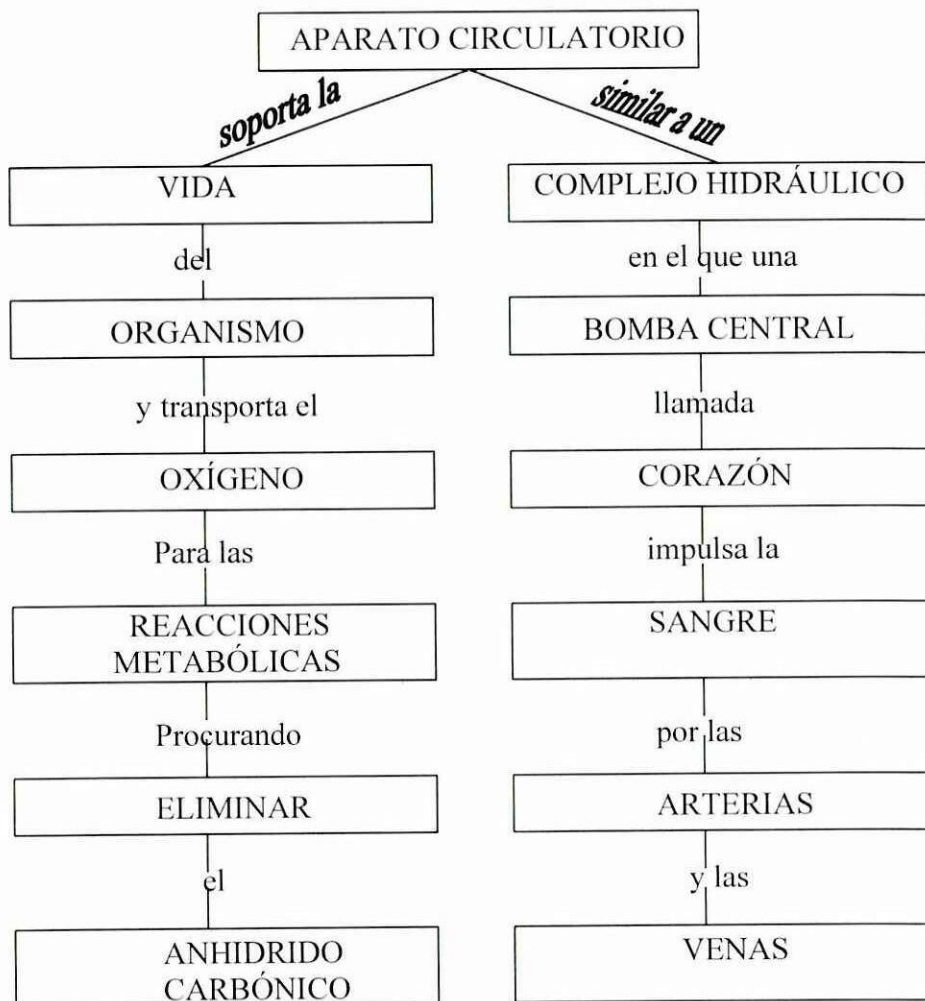 APARATO CIRCULATORIO
soporta la
similar a un
VIDA
COMPLEJO HIDRÁULICO
del
en el que una
ORGANISMO
BOMBA CENTRAL
y transporta el
llamada
OXÍGENO
CORAZÓN
Para las
impulsa la
REACCIONES
METABÓLICAS
SANGRE
Procurando
por las
ELIMINAR
ARTERIAS
el
y las
ANHIDRIDO
CARBÓNICO
VENAS